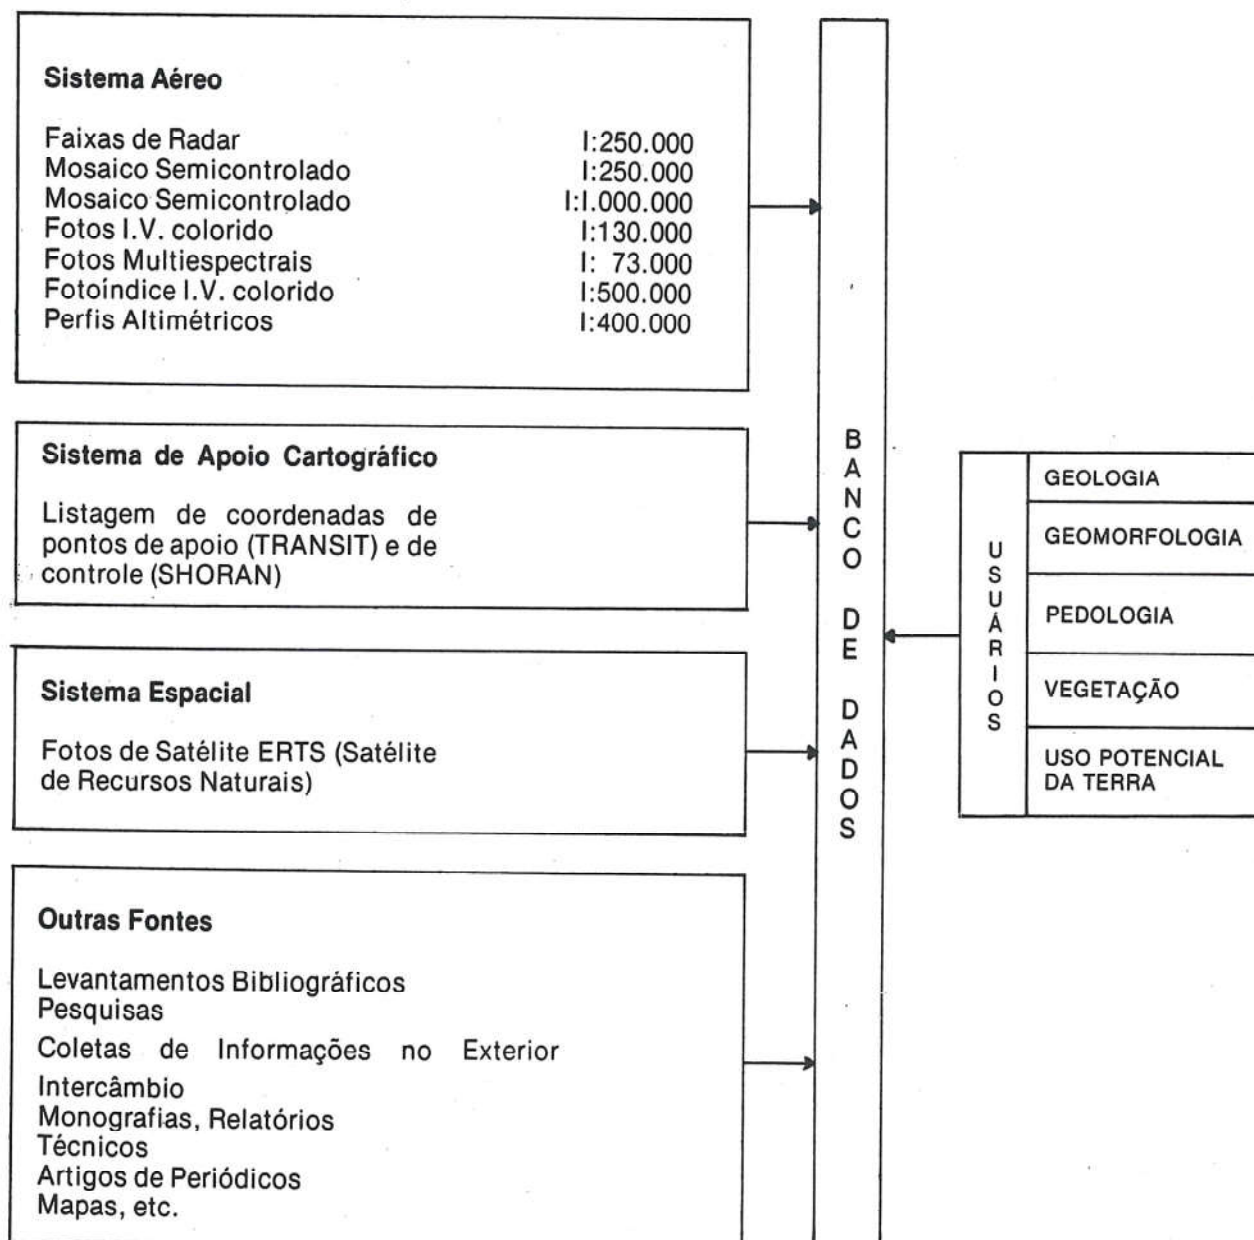 Sistema Aéreo
Faixas de Radar I:250.000
Mosaico Semicontrolado I:250.000
Mosaico Semicontrolado I:I.000.000
Fotos I.V. colorido I:130.000
Fotos Multiespectrais I: 73.000
Fotoíndice I.V. colorido I:500.000
Perfis Altimétricos I:400.000
Sistema de Apoio Cartográfico
Listagem de coordenadas de
pontos de apoio (TRANSIT) e de
controle (SHORAN)
Sistema Espacial
Fotos de Satélite ERTS (Satélite
de Recursos Naturais)
Outras Fontes
Levantamentos Bibliográficos
Pesquisas
Coletas de Informações no Exterior
Intercâmbio
Monografias, Relatórios
Técnicos
Artigos de Periódicos
Mapas, etc.
BANCO DE DADOS
USUÁRIOS
GEOLOGIA
GEOMORFOLOGIA
PEDOLOGIA
VEGETAÇÃO
USO POTENCIAL
DA TERRA